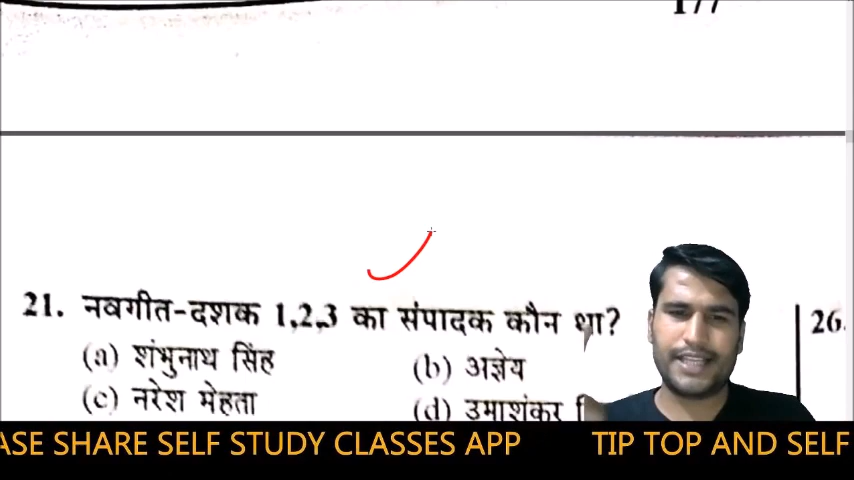 177
21. नवगीत-दशक 1,2,3 का संपादक कौन था?
(a) शंभुनाथ सिंह
(b) अज्ञेय
(c) नरेश मेहता
(d) उमाशंकर
26.
ASE SHARE SELF STUDY CLASSES APP TIP TOP AND SELF